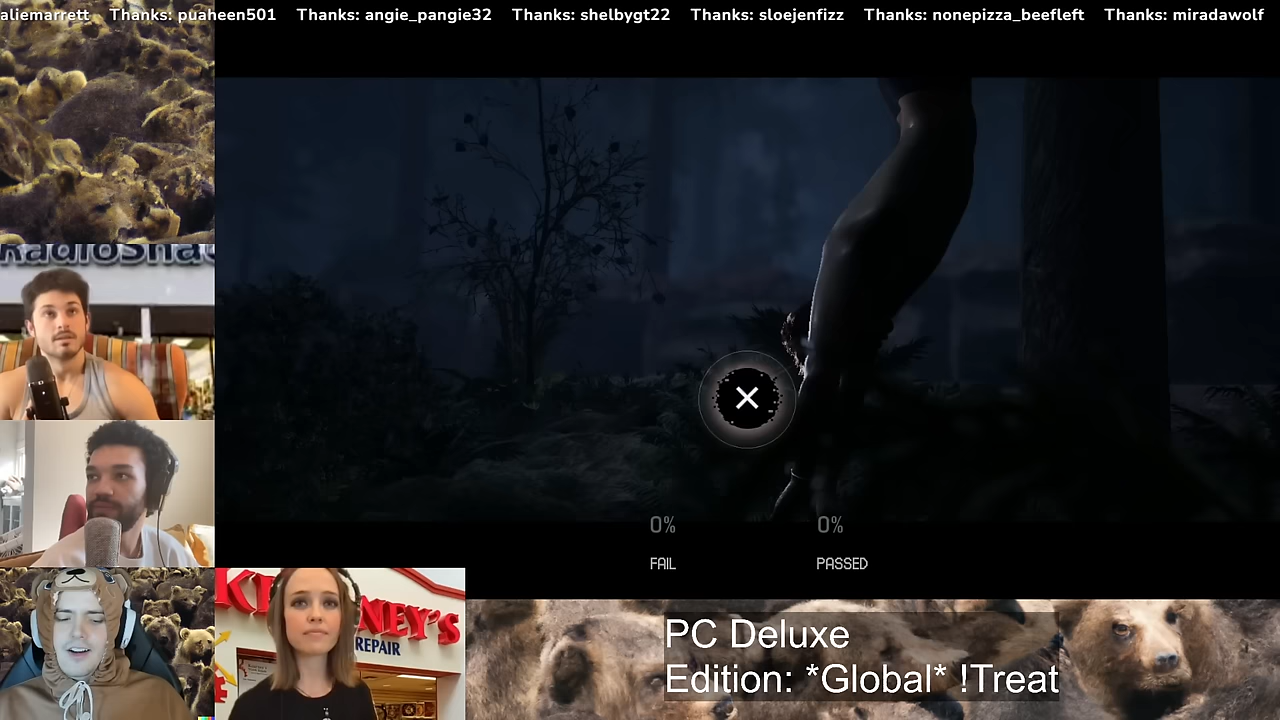 aliemarrett Thanks: puaheen501 Thanks: angie_pangie32 Thanks: shelbygt22 Thanks: sloejenfizz Thanks: nonepizza_beefleft Thanks: miradawolf
0% 0%
FAIL PASSED
REPAIR
PC Deluxe
Edition: *Global* !Treat